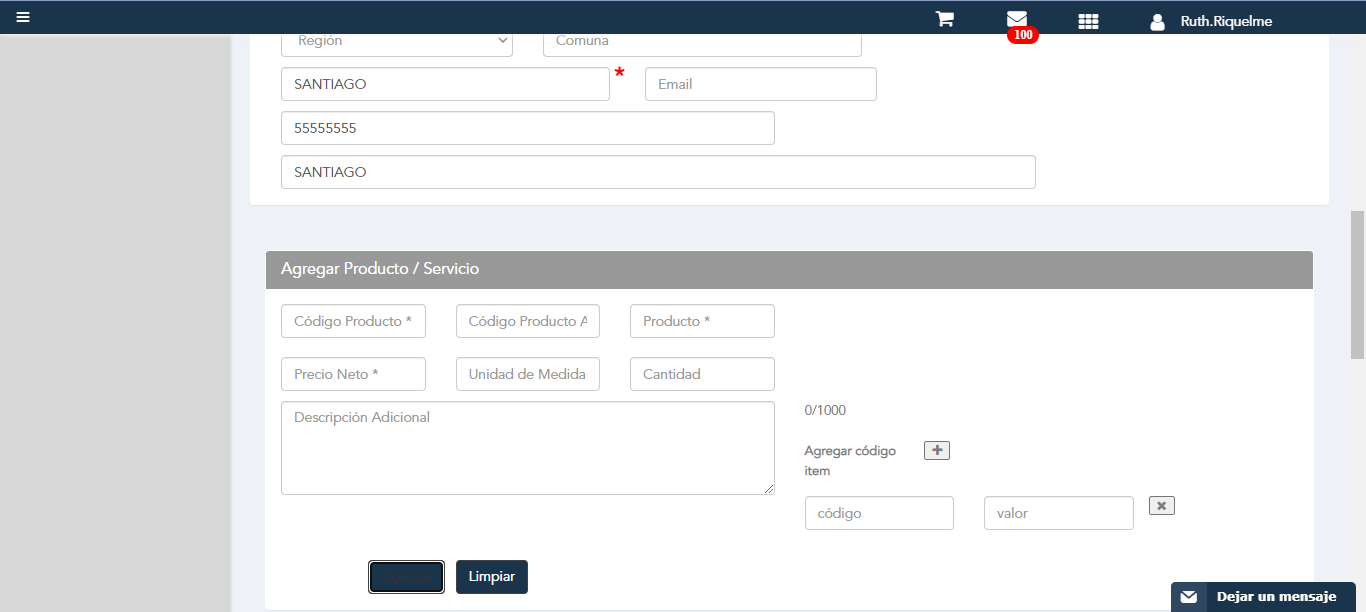 Ruth.Riquelme
100
Región
Comuna
SANTIAGO
*
Email
55555555
SANTIAGO
Agregar Producto / Servicio
Código Producto *
Código Producto A
Producto *
Precio Neto *
Unidad de Medida
Cantidad
Descripción Adicional
0/1000
Agregar código
item
código
valor
Agregar
Limpiar
Dejar un mensaje